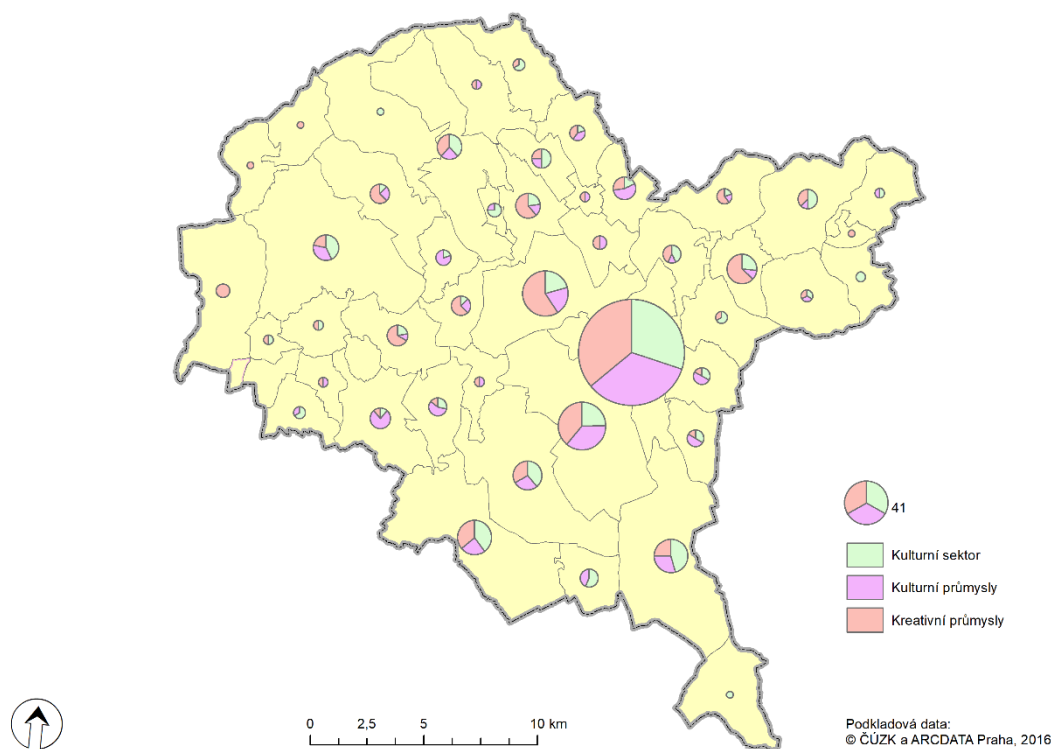 41
Kulturní sektor
Kulturní průmysly
Kreativní průmysly
0 2,5 5 10 km
Podkladová data:
© ČÚZK a ARCDATA Praha, 2016